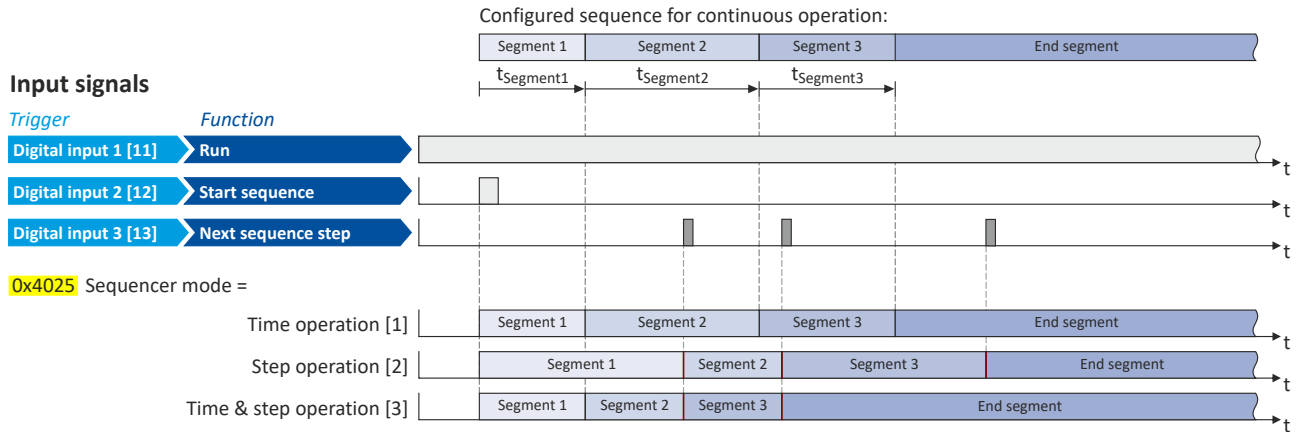 Configured sequence for continuous operation:
Segment 1 Segment 2 Segment 3 End segment
tSegment1 tSegment2 tSegment3
Input signals
Trigger Function
Digital input 1 [11] Run
t
Digital input 2 [12] Start sequence
t
Digital input 3 [13] Next sequence step
t
0x4025 Sequencer mode =
Time operation [1] Segment 1 Segment 2 Segment 3 End segment
t
Step operation [2] Segment 1 Segment 2 Segment 3 End segment
t
Time & step operation [3] Segment 1 Segment 2 Segment 3 End segment
t